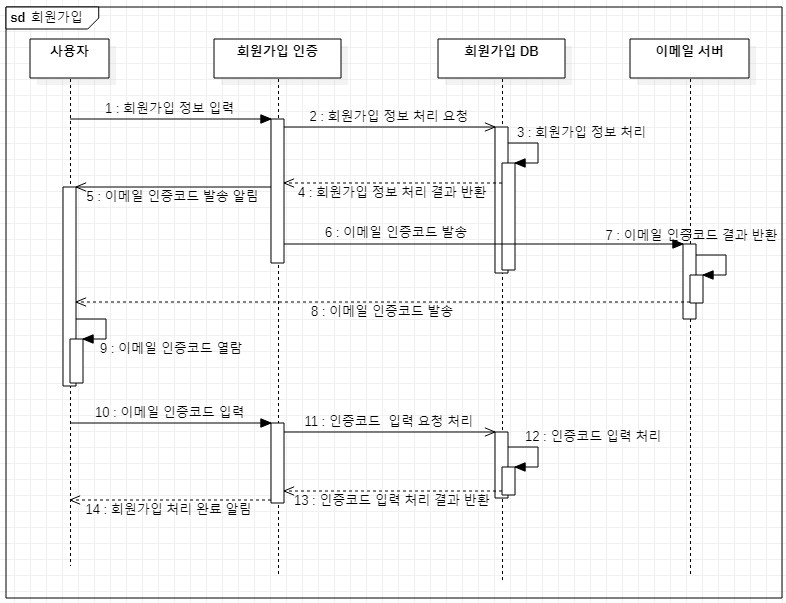 sd 회원가입
사용자
회원가입 인증
회원가입 DB
이메일 서버
1 : 회원가입 정보 입력
2 : 회원가입 정보 처리 요청
3 : 회원가입 정보 처리
4 : 회원가입 정보 처리 결과 반환
5 : 이메일 인증코드 발송 알림
6 : 이메일 인증코드 발송
7 : 이메일 인증코드 결과 반환
8 : 이메일 인증코드 발송
9 : 이메일 인증코드 열람
10 : 이메일 인증코드 입력
11 : 인증코드  입력 요청 처리
12 : 인증코드 입력 처리
13 : 인증코드 입력 처리 결과 반환
14 : 회원가입 처리 완료 알림